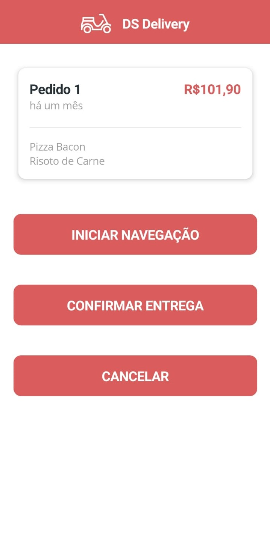 DS Delivery
Pedido 1 R$101,90
há um mês
Pizza Bacon
Risoto de Carne
INICIAR NAVEGAÇÃO
CONFIRMAR ENTREGA
CANCELAR